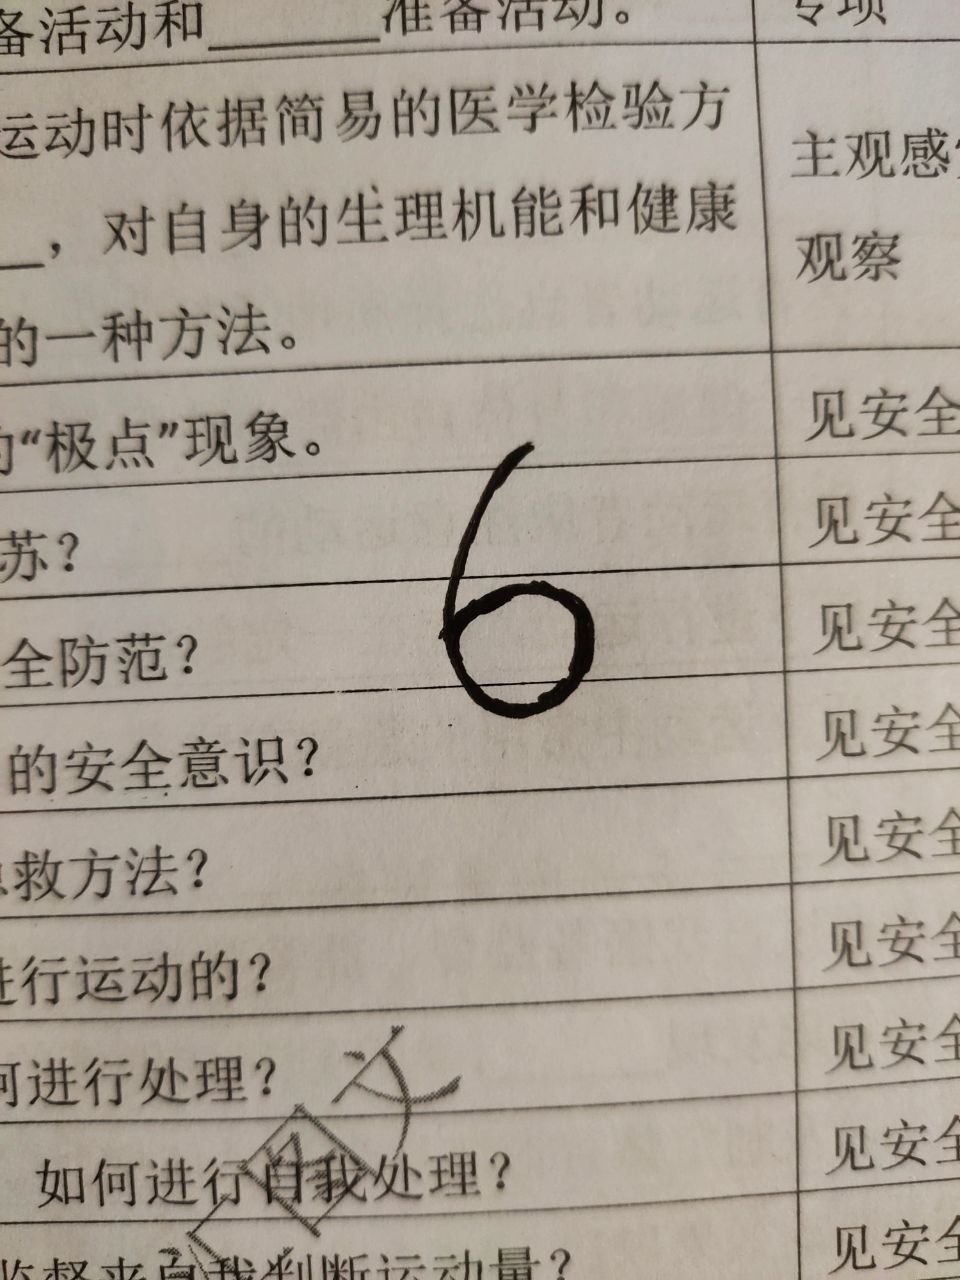 备活动和______准备活动。 专项
运动时依据简易的医学检验方
主观感
__，对自身的生理机能和健康
观察
的一种方法。
“极点”现象。 见安全
6
苏？ 见安全
全防范？ 见安全
的安全意识？ 见安全
救方法？ 见安全
进行运动的？ 见安全
何进行处理？ 见安全
如何进行自我处理？ 见安全
监督来自我判断运动量？ 见安全